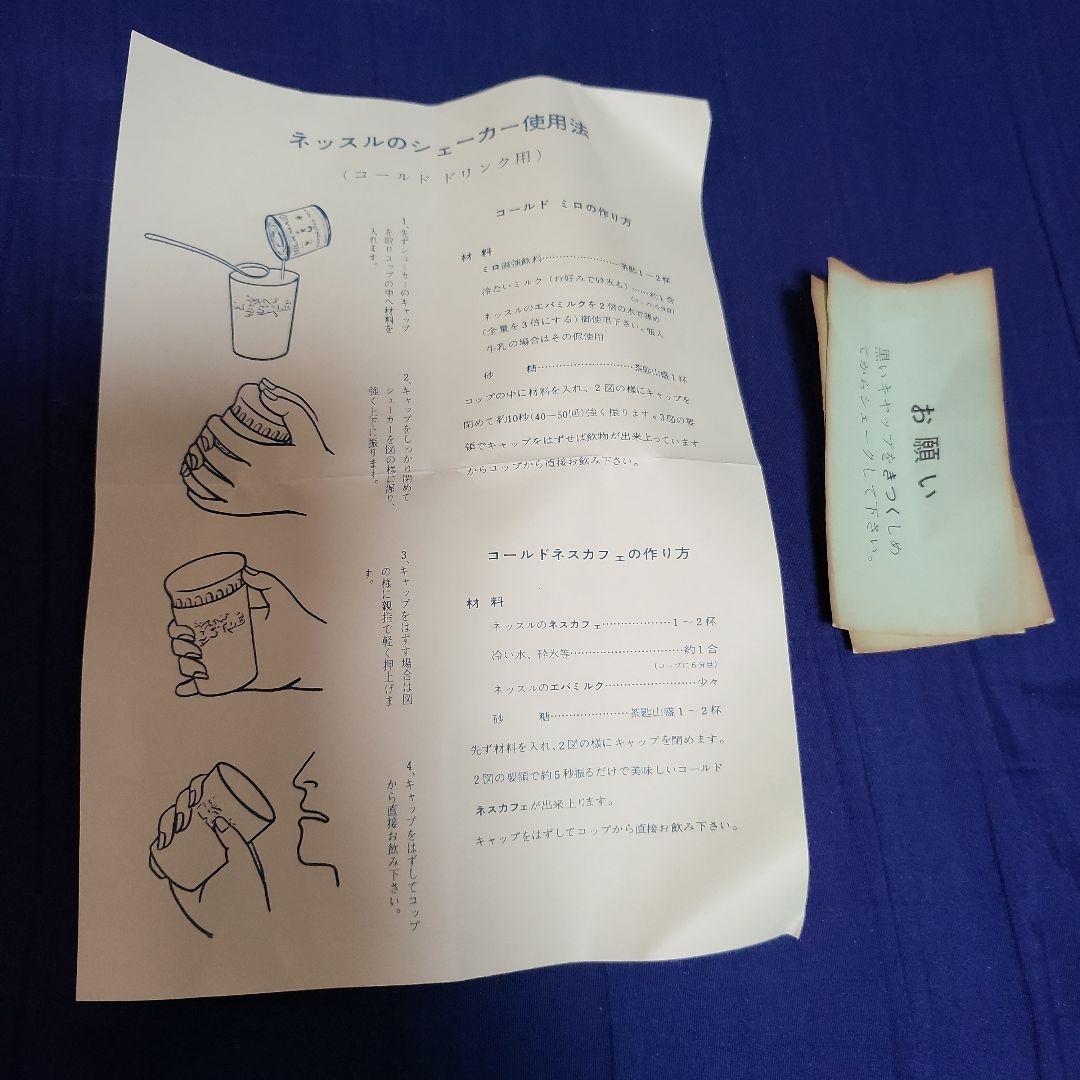 ネッスルのシェーカー使用法
(コールド ドリンク用)
1、先ずシェーカーのキャップ
を取りコップの中へ材料を
入れます。
2、キャップをしっかり閉めて
シェーカーを図の様に握り、
強く上下に振ります。
3、キャップをはずす場合は図
の様に親指で軽く押上げま
す。
4、キャップをはずしてコップ
から直接お飲み下さい。
コールド ミロの作り方
材 料
ミロ滋強飲料……………………茶匙1〜2杯
冷たいミルク(お好みで砕氷も)……約1合
(コップに6分目)
ネッスルのエバミルクを2倍の水で薄め
(全量を3倍にする)御使用下さい。瓶入
牛乳の場合はその侭使用
砂 糖…………………………茶匙山盛1杯
コップの中に材料を入れ、2図の様にキャップを
閉めて約10秒(40—50回)強く振ります。3図の要
領でキャップをはずせば飲物が出来上っています
からコップから直接お飲み下さい。
コールドネスカフェの作り方
材 料
ネッスルのネスカフェ………………1〜2杯
冷い水、砕氷等…………………………約1合
(コップに6分目)
ネッスルのエバミルク……………………少々
砂 糖…………………茶匙山盛1－2杯
先ず材料を入れ、2図の様にキャップを閉めます。
2図の要領で約5秒振るだけで美味しいコールド
ネスカフェが出来上ります。
キャップをはずしてコップから直接お飲み下さい。
お願い
黒いキャップをきつくしめ
てからシェークして下さい。